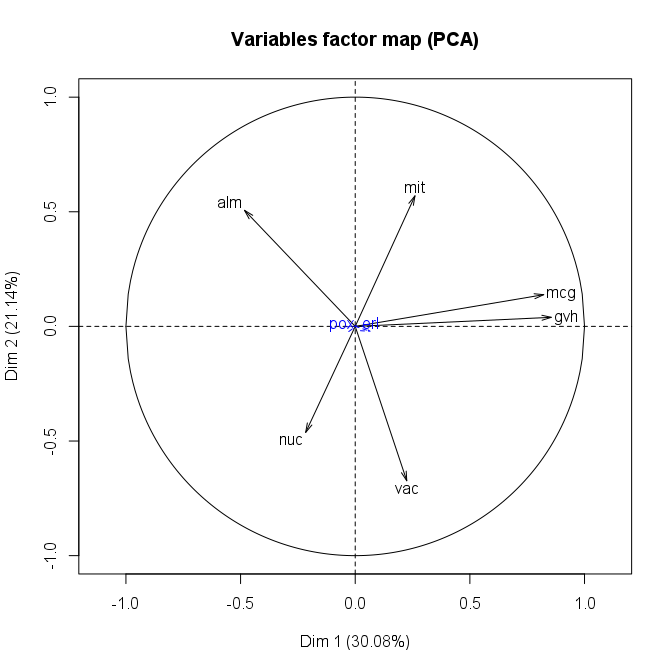 Variables factor map (PCA)
1.0
0.5
0.0
-0.5
-1.0
Dim 2 (21.14%)
alm
mit
mcg
gvh
pox erl
nuc
vac
-1.0 -0.5 0.0 0.5 1.0
Dim 1 (30.08%)